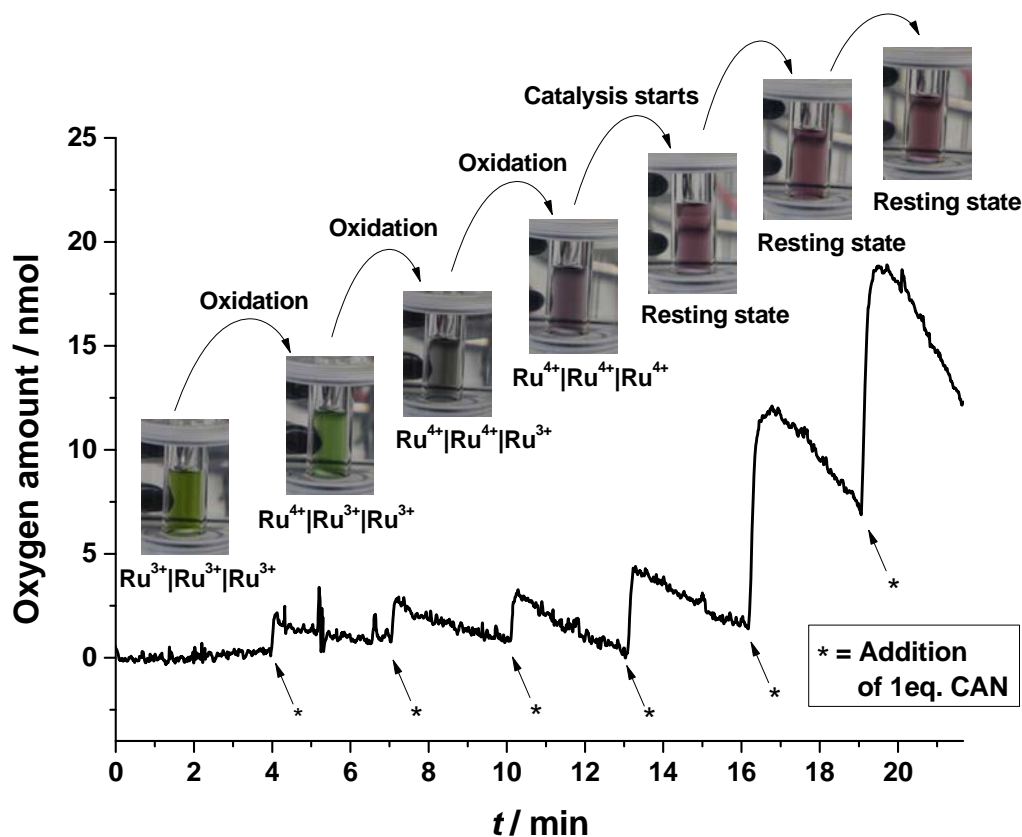 Catalysis starts
Oxidation
Oxidation
Oxidation
Resting state
Resting state
Resting state
Ru⁴⁺|Ru⁴⁺|Ru⁴⁺
Ru⁴⁺|Ru⁴⁺|Ru³⁺
Ru⁴⁺|Ru³⁺|Ru³⁺
Ru³⁺|Ru³⁺|Ru³⁺
Oxygen amount / nmol
25
20
15
10
5
0
* * * * * *
* = Addition
of 1eq. CAN
0 2 4 6 8 10 12 14 16 18 20
t / min